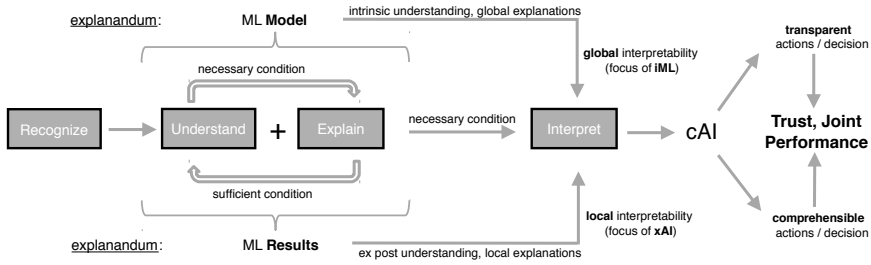 explanandum:
ML Model
intrinsic understanding, global explanations
transparent
actions / decision
global interpretability
(focus of iML)
necessary condition
Recognize
Understand
+
Explain
necessary condition
Interpret
cAI
Trust, Joint
Performance
sufficient condition
local interpretability
(focus of xAI)
comprehensible
actions / decision
explanandum:
ML Results
ex post understanding, local explanations